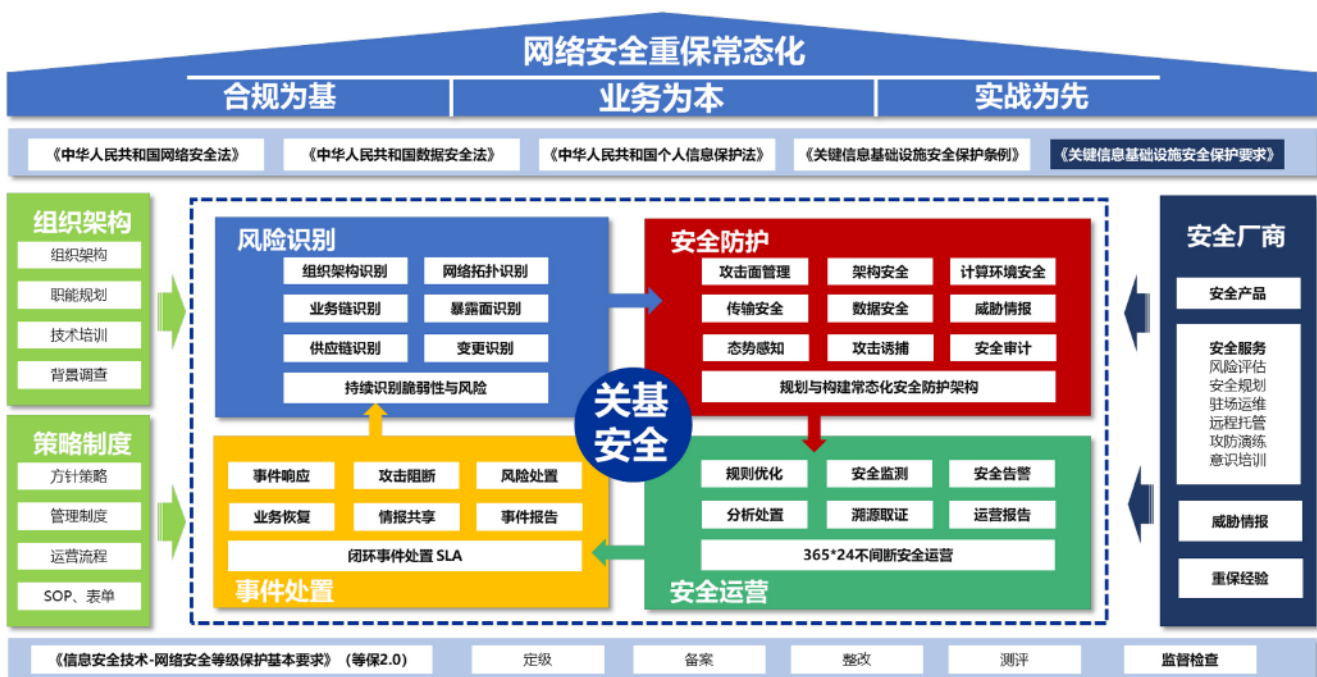 网络安全重保常态化
合规为基
业务为本
实战为先
《中华人民共和国网络安全法》
《中华人民共和国数据安全法》
《中华人民共和国个人信息保护法》
《关键信息基础设施安全保护条例》
《关键信息基础设施安全保护要求》
组织架构
组织架构
职能规划
技术培训
背景调查
策略制度
方针策略
管理制度
运营流程
SOP、表单
风险识别
组织架构识别
网络拓扑识别
业务链识别
暴露面识别
供应链识别
变更识别
持续识别脆弱性与风险
安全防护
攻击面管理
架构安全
计算环境安全
传输安全
数据安全
威胁情报
态势感知
攻击诱捕
安全审计
规划与构建常态化安全防护架构
关基
安全
事件响应
攻击阻断
风险处置
业务恢复
情报共享
事件报告
闭环事件处置 SLA
事件处置
规则优化
安全监测
安全告警
分析处置
溯源取证
运营报告
365*24不间断安全运营
安全运营
安全厂商
安全产品
安全服务
风险评估
安全规划
驻场运维
远程托管
攻防演练
意识培训
威胁情报
重保经验
《信息安全技术-网络安全等级保护基本要求》（等保2.0）
定级
备案
整改
测评
监督检查